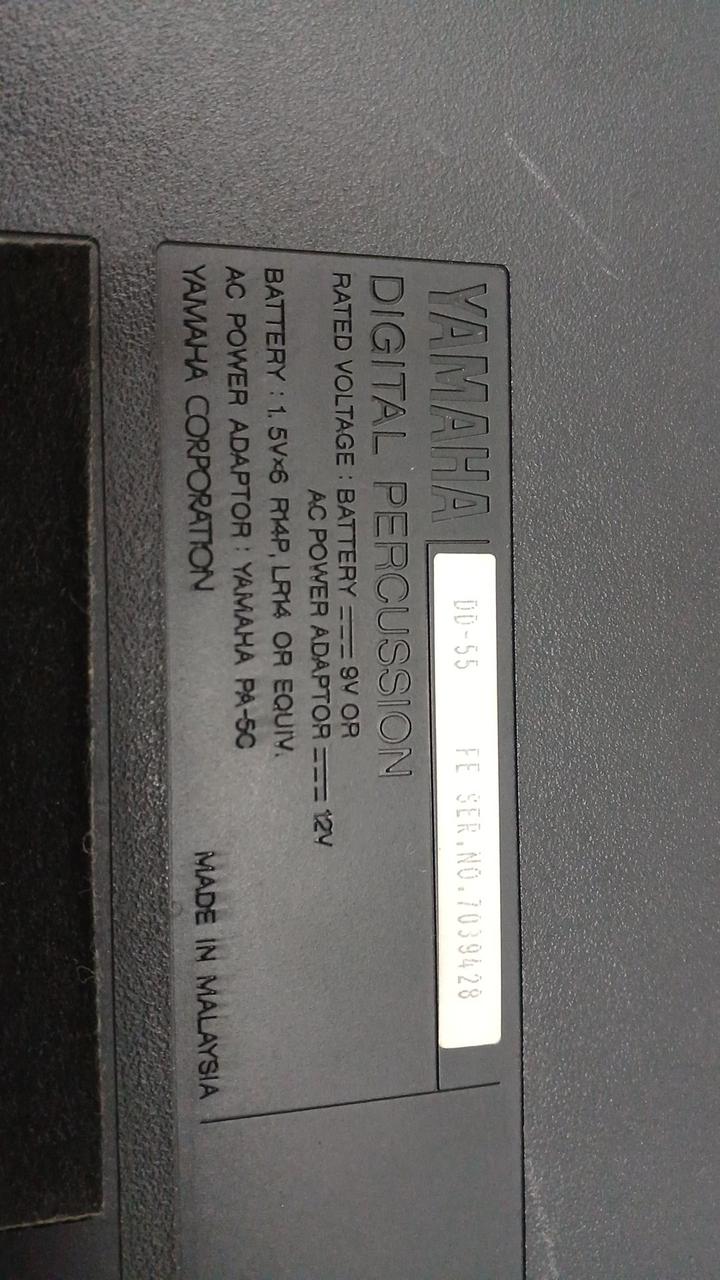 YAMAHA
DD-55 FE SER.NO.7039428
DIGITAL PERCUSSION
RATED VOLTAGE : BATTERY ⎓ 9V OR
AC POWER ADAPTOR ⎓ 12V
BATTERY : 1.5V×6 R14P, LR14 OR EQUIV.
AC POWER ADAPTOR : YAMAHA PA-5C
YAMAHA CORPORATION MADE IN MALAYSIA